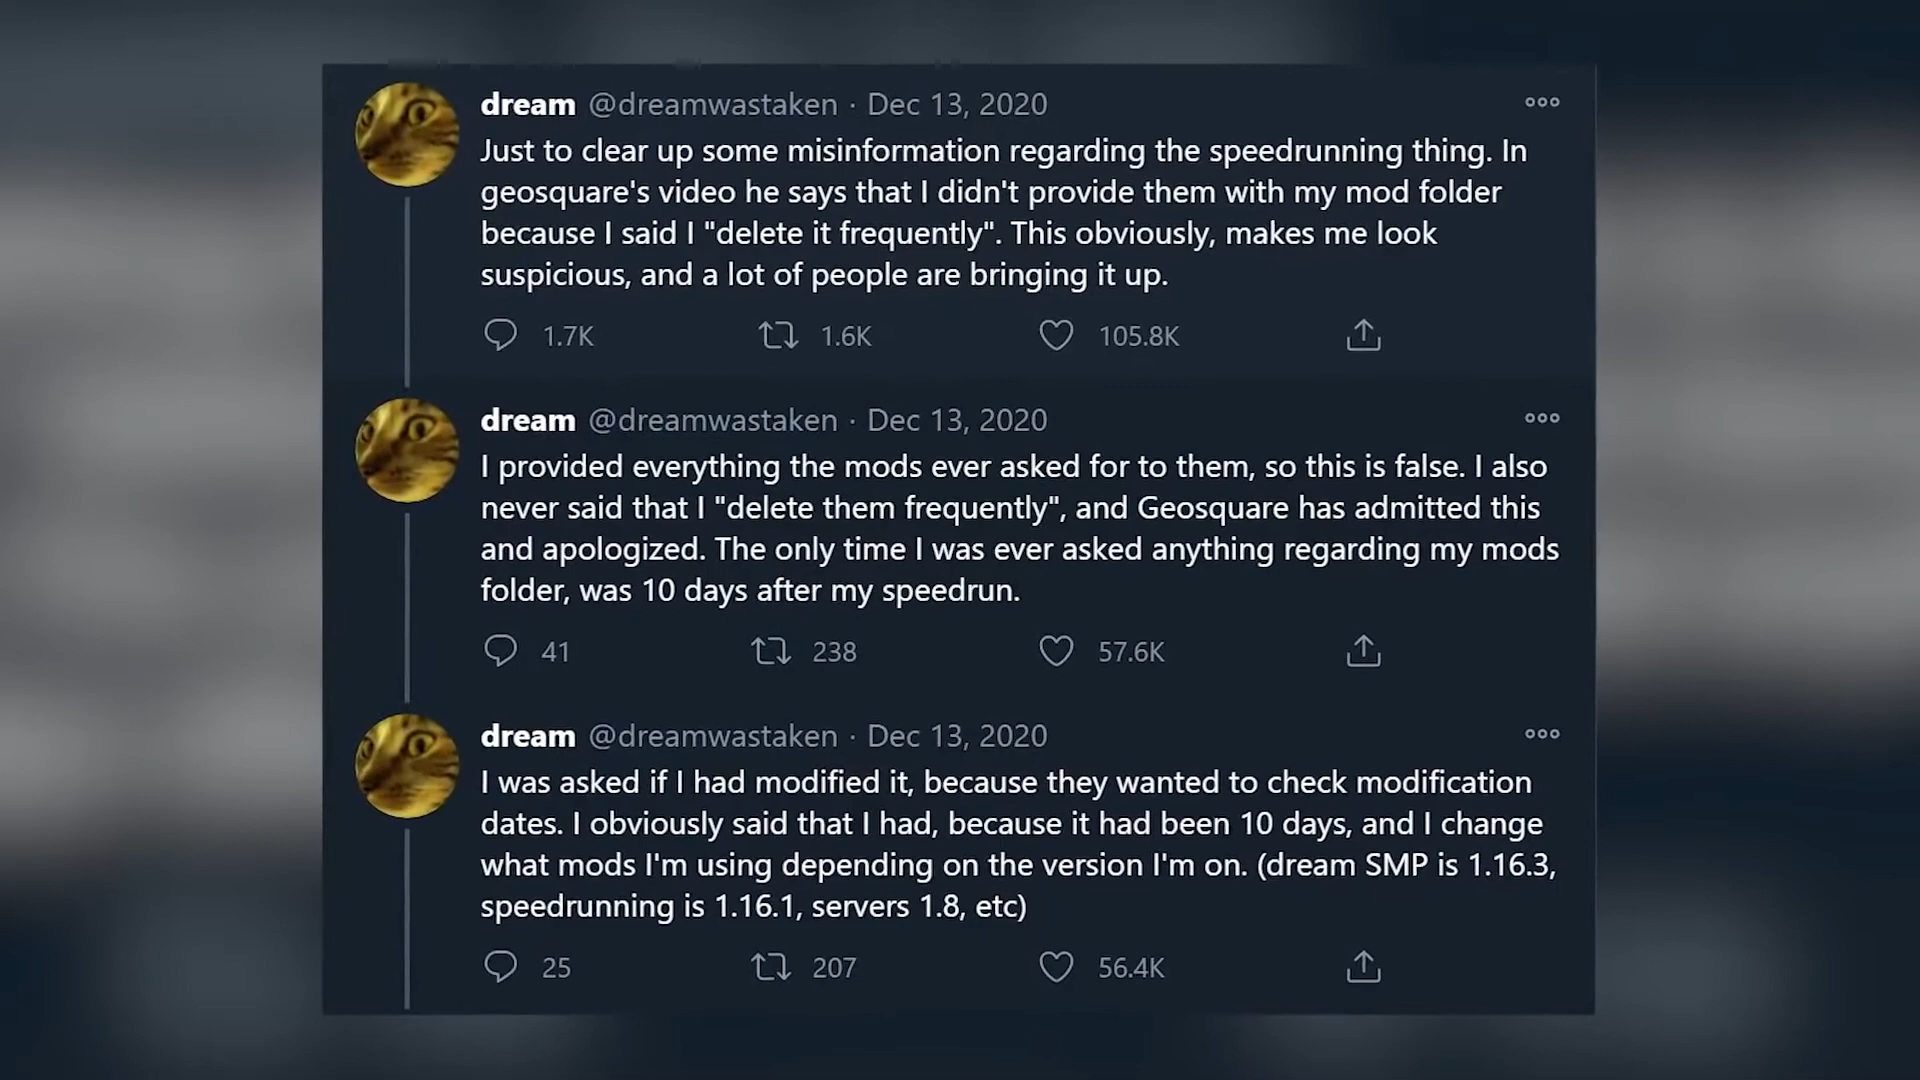 dream @dreamwastaken · Dec 13, 2020
Just to clear up some misinformation regarding the speedrunning thing. In
geosquare's video he says that I didn't provide them with my mod folder
because I said I "delete it frequently". This obviously, makes me look
suspicious, and a lot of people are bringing it up.
1.7K 1.6K 105.8K
dream @dreamwastaken · Dec 13, 2020
I provided everything the mods ever asked for to them, so this is false. I also
never said that I "delete them frequently", and Geosquare has admitted this
and apologized. The only time I was ever asked anything regarding my mods
folder, was 10 days after my speedrun.
41 238 57.6K
dream @dreamwastaken · Dec 13, 2020
I was asked if I had modified it, because they wanted to check modification
dates. I obviously said that I had, because it had been 10 days, and I change
what mods I'm using depending on the version I'm on. (dream SMP is 1.16.3,
speedrunning is 1.16.1, servers 1.8, etc)
25 207 56.4K